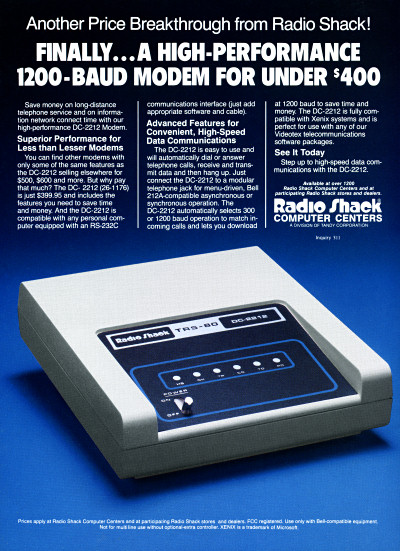 Another Price Breakthrough from Radio Shack!
FINALLY...A HIGH-PERFORMANCE
1200-BAUD MODEM FOR UNDER $400
Save money on long-distance
telephone service and on informa-
tion network connect time with our
high-performance DC-2212 Modem.
Superior Performance for
Less than Lesser Modems
You can find other modems with
only some of the same features as
the DC-2212 selling elsewhere for
$500, $600 and more. But why pay
that much? The DC- 2212 (26-1176)
is just $399.95 and includes the
features you need to save time
and money. And the DC-2212 is
compatible with any personal com-
puter equipped with an RS-232C
communications interface (just add
appropriate software and cable).
Advanced Features for
Convenient, High-Speed
Data Communications
The DC-2212 is easy to use and
will automatically dial or answer
telephone calls, receive and trans-
mit data and then hang up. Just
connect the DC-2212 to a modular
telephone jack for menu-driven, Bell
212A-compatible asynchronous or
synchronous operation. The
DC-2212 automatically selects 300
or 1200 baud operation to match in-
coming calls and lets you download
at 1200 baud to save time and
money. The DC-2212 is fully com-
patible with Xenix systems and is
perfect for use with any of our
Videotex telecommunications
software packages.
See It Today
Step up to high-speed data com-
munications with the DC-2212.
Available at over 1200
Radio Shack Computer Centers and at
participating Radio Shack stores and dealers.
Radio Shack
COMPUTER CENTERS
A DIVISION OF TANDY CORPORATION
Radio Shack TRS-80 DC-2212
POWER
ON
OFF
Prices apply at Radio Shack Computer Centers and at participating Radio Shack stores and dealers. FCC registered. Use only with Bell-compatible equipment.
Not for multi line use without optional-extra controller. XENIX is a trademark of Microsoft.